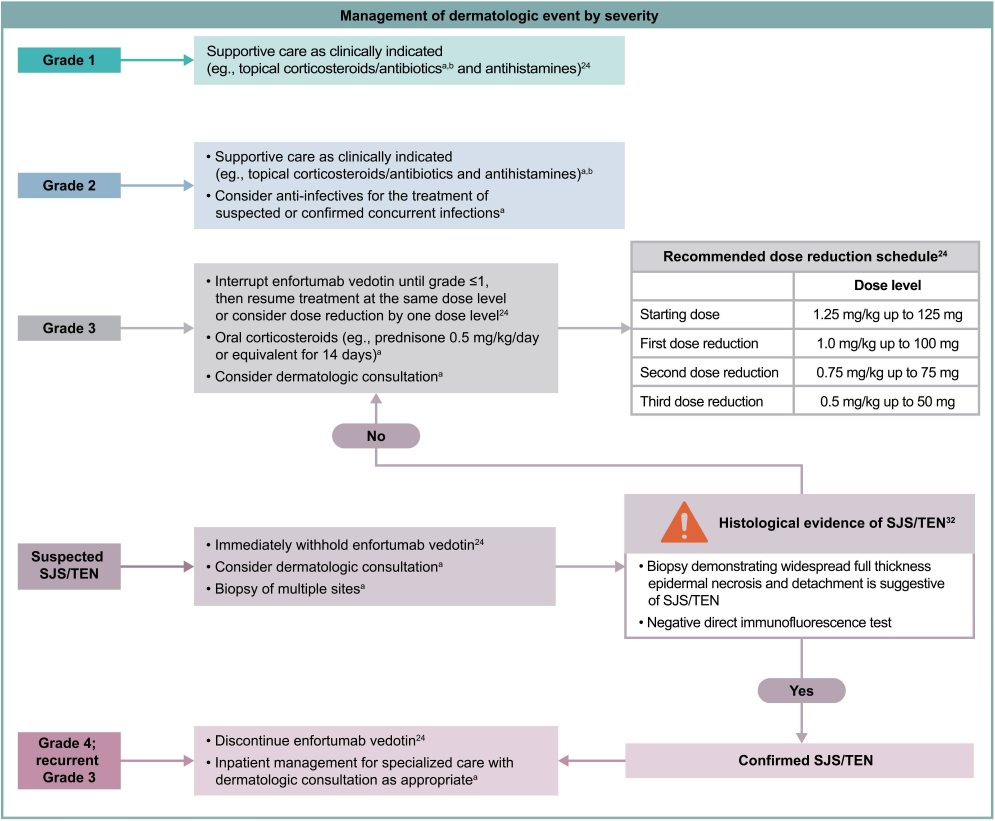 Management of dermatologic event by severity
Grade 1
Supportive care as clinically indicated
(eg., topical corticosteroids/antibioticsa,b and antihistamines)24
Grade 2
• Supportive care as clinically indicated
(eg., topical corticosteroids/antibiotics and antihistamines)a,b
• Consider anti-infectives for the treatment of
suspected or confirmed concurrent infectionsa
Grade 3
• Interrupt enfortumab vedotin until grade ≤1,
then resume treatment at the same dose level
or consider dose reduction by one dose level24
• Oral corticosteroids (eg., prednisone 0.5 mg/kg/day
or equivalent for 14 days)a
• Consider dermatologic consultationa
Recommended dose reduction schedule24
Dose level
Starting dose 1.25 mg/kg up to 125 mg
First dose reduction 1.0 mg/kg up to 100 mg
Second dose reduction 0.75 mg/kg up to 75 mg
Third dose reduction 0.5 mg/kg up to 50 mg
No
Suspected
SJS/TEN
• Immediately withhold enfortumab vedotin24
• Consider dermatologic consultationa
• Biopsy of multiple sitesa
Histological evidence of SJS/TEN32
• Biopsy demonstrating widespread full thickness
epidermal necrosis and detachment is suggestive
of SJS/TEN
• Negative direct immunofluorescence test
Yes
Grade 4;
recurrent
Grade 3
• Discontinue enfortumab vedotin24
• Inpatient management for specialized care with
dermatologic consultation as appropriatea
Confirmed SJS/TEN